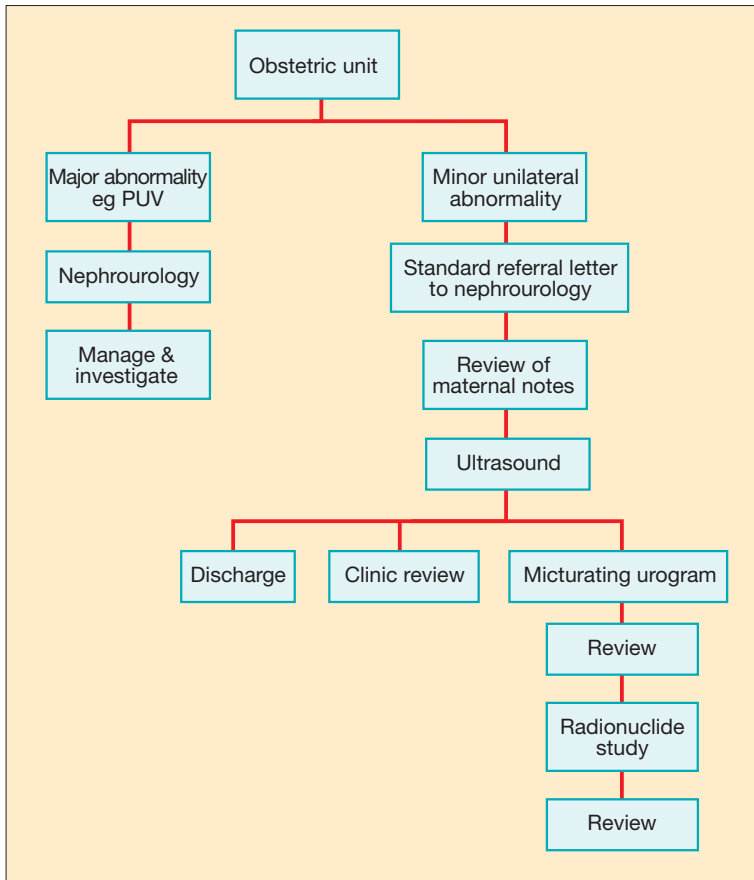 Obstetric unit
Major abnormality
eg PUV
Minor unilateral
abnormality
Nephrourology
Standard referral letter
to nephrourology
Manage &
investigate
Review of
maternal notes
Ultrasound
Discharge
Clinic review
Micturating urogram
Review
Radionuclide
study
Review